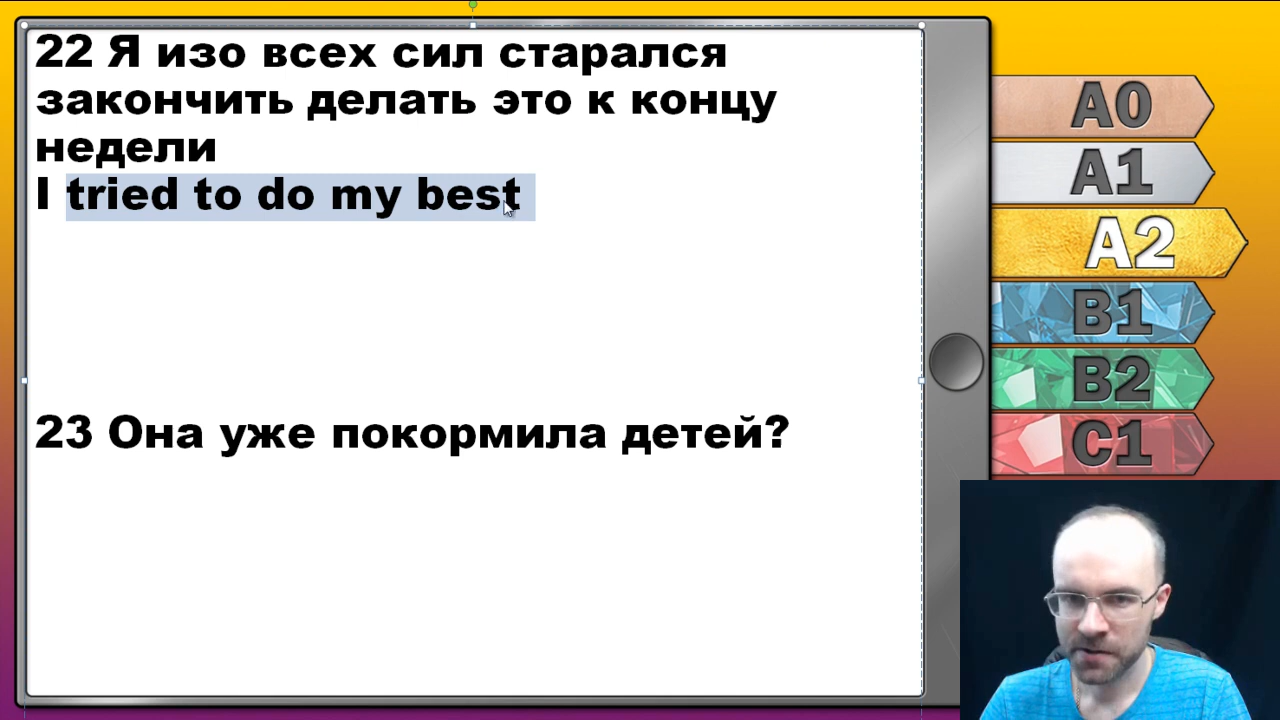 22 Я изо всех сил старался
закончить делать это к концу
недели
I tried to do my best
23 Она уже покормила детей?
A0
A1
A2
B1
B2
C1